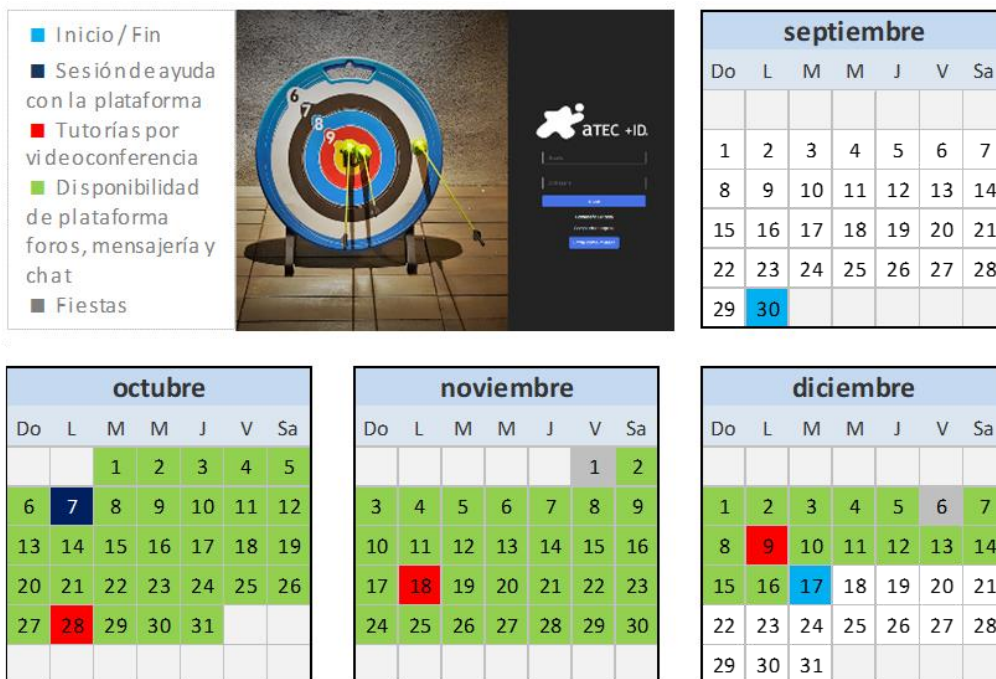 Inicio / Fin
Sesión de ayuda
con la plataforma
Tutorías por
videoconferencia
Disponibilidad
de plataforma
foros, mensajería y
chat
Fiestas
6
7
8
9
10
aTEC +ID.
septiembre
Do L M M J V Sa
1 2 3 4 5 6 7
8 9 10 11 12 13 14
15 16 17 18 19 20 21
22 23 24 25 26 27 28
29 30
octubre
Do L M M J V Sa
1 2 3 4 5
6 7 8 9 10 11 12
13 14 15 16 17 18 19
20 21 22 23 24 25 26
27 28 29 30 31
noviembre
Do L M M J V Sa
1 2
3 4 5 6 7 8 9
10 11 12 13 14 15 16
17 18 19 20 21 22 23
24 25 26 27 28 29 30
diciembre
Do L M M J V Sa
1 2 3 4 5 6 7
8 9 10 11 12 13 14
15 16 17 18 19 20 21
22 23 24 25 26 27 28
29 30 31